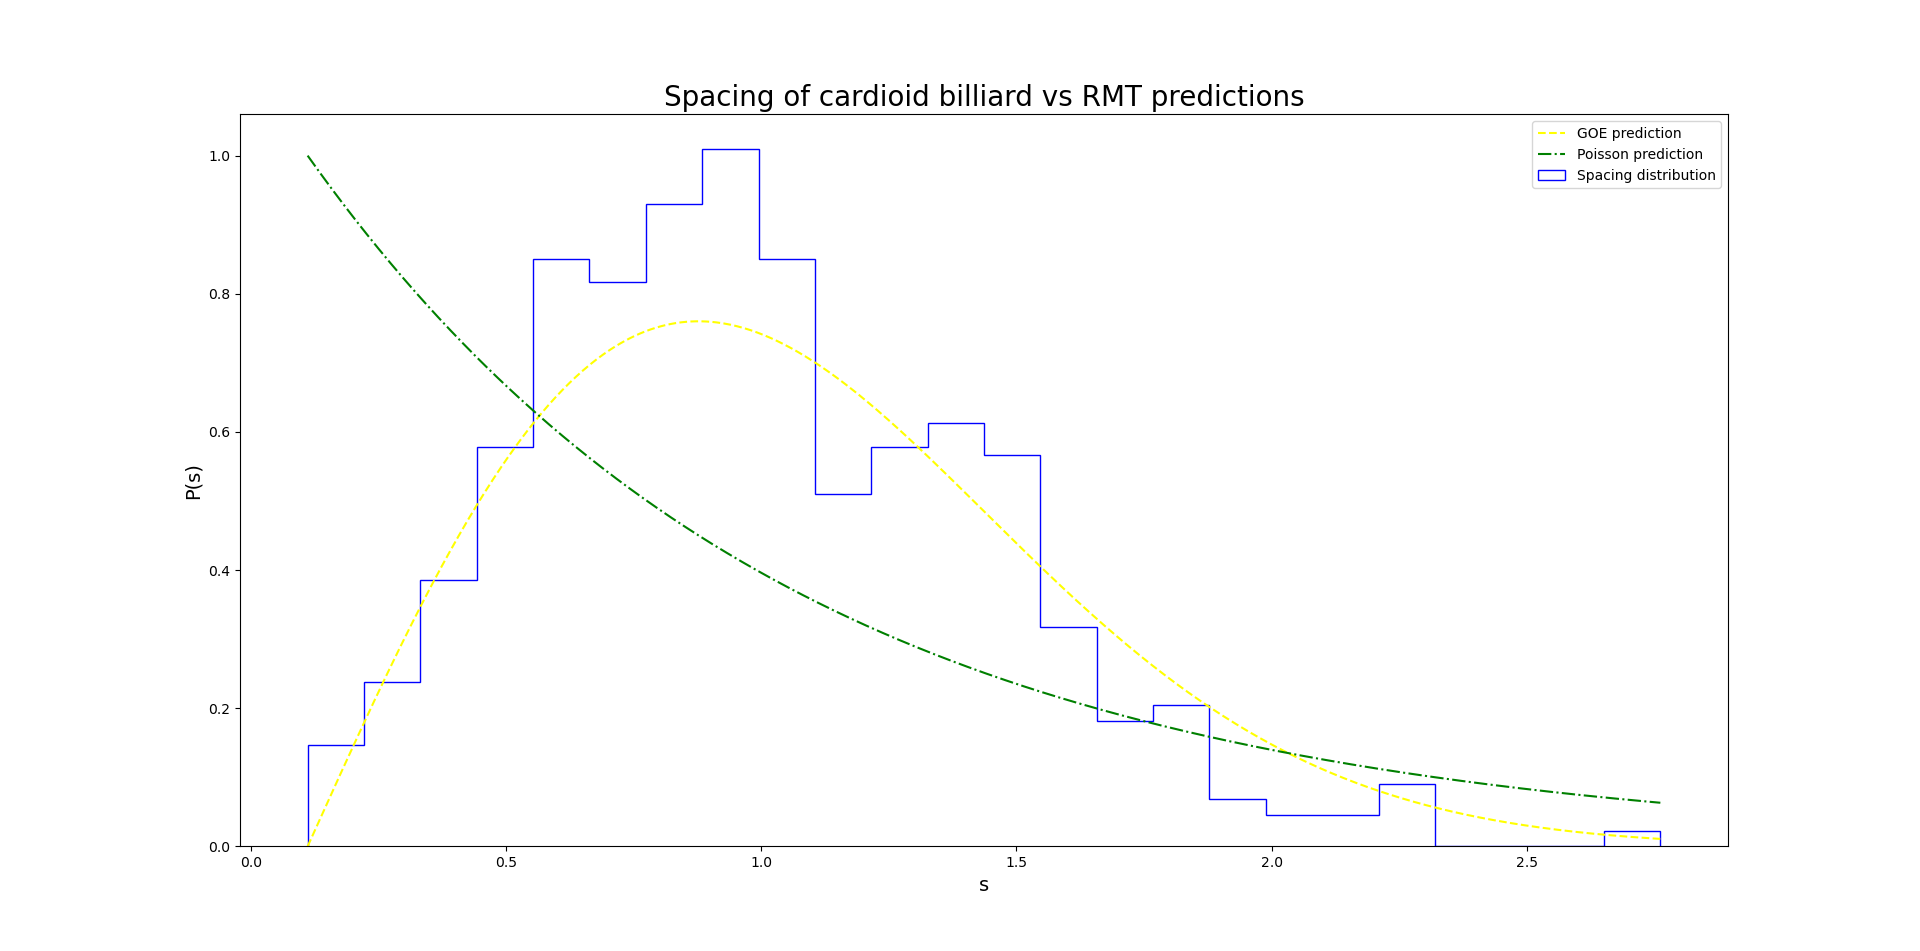 Spacing of cardioid billiard vs RMT predictions
GOE prediction
Poisson prediction
Spacing distribution
1.0
0.8
0.6
0.4
0.2
0.0
P(s)
0.0 0.5 1.0 1.5 2.0 2.5
s